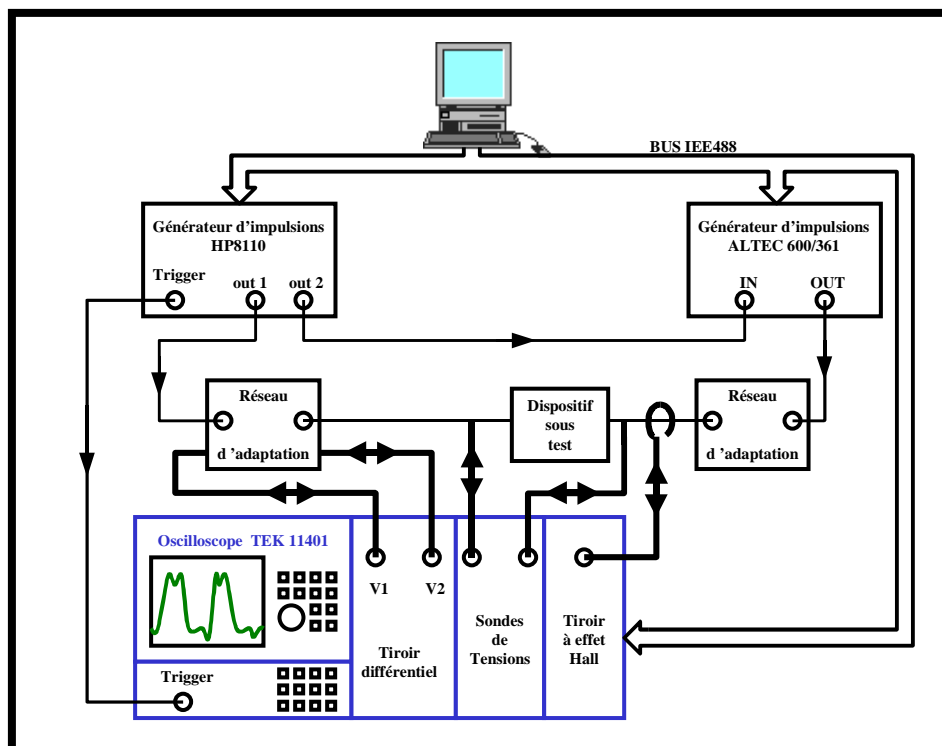 BUS IEE488
Générateur d'impulsions
HP8110
Trigger
out 1
out 2
Générateur d'impulsions
ALTEC 600/361
IN
OUT
Réseau
d 'adaptation
Dispositif
sous
test
Réseau
d 'adaptation
Oscilloscope TEK 11401
Trigger
V1
V2
Tiroir
différentiel
Sondes
de
Tensions
Tiroir
à effet
Hall